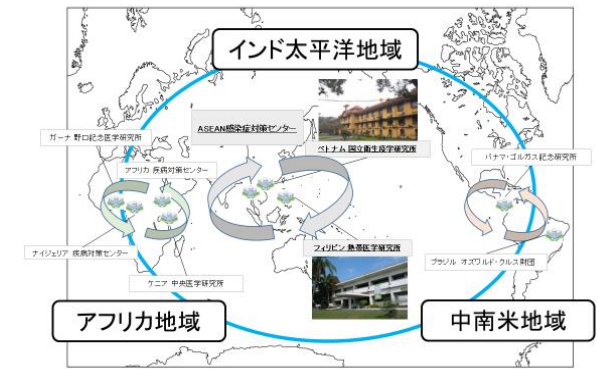 インド太平洋地域
ASEAN感染症対策センター
ベトナム 国立衛生疫学研究所
ガーナ 野口記念医学研究所
アフリカ 疾病対策センター
パナマ・ゴルガス記念研究所
ナイジェリア 疾病対策センター
フィリピン 熱帯医学研究所
ブラジル オズワルド・クルス財団
ケニア 中央医学研究所
アフリカ地域
中南米地域